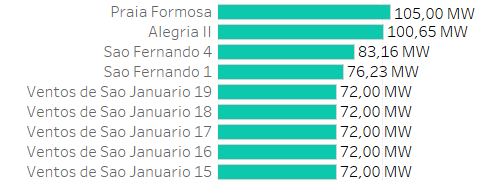 Praia Formosa 105,00 MW
Alegria II 100,65 MW
Sao Fernando 4 83,16 MW
Sao Fernando 1 76,23 MW
Ventos de Sao Januario 19 72,00 MW
Ventos de Sao Januario 18 72,00 MW
Ventos de Sao Januario 17 72,00 MW
Ventos de Sao Januario 16 72,00 MW
Ventos de Sao Januario 15 72,00 MW